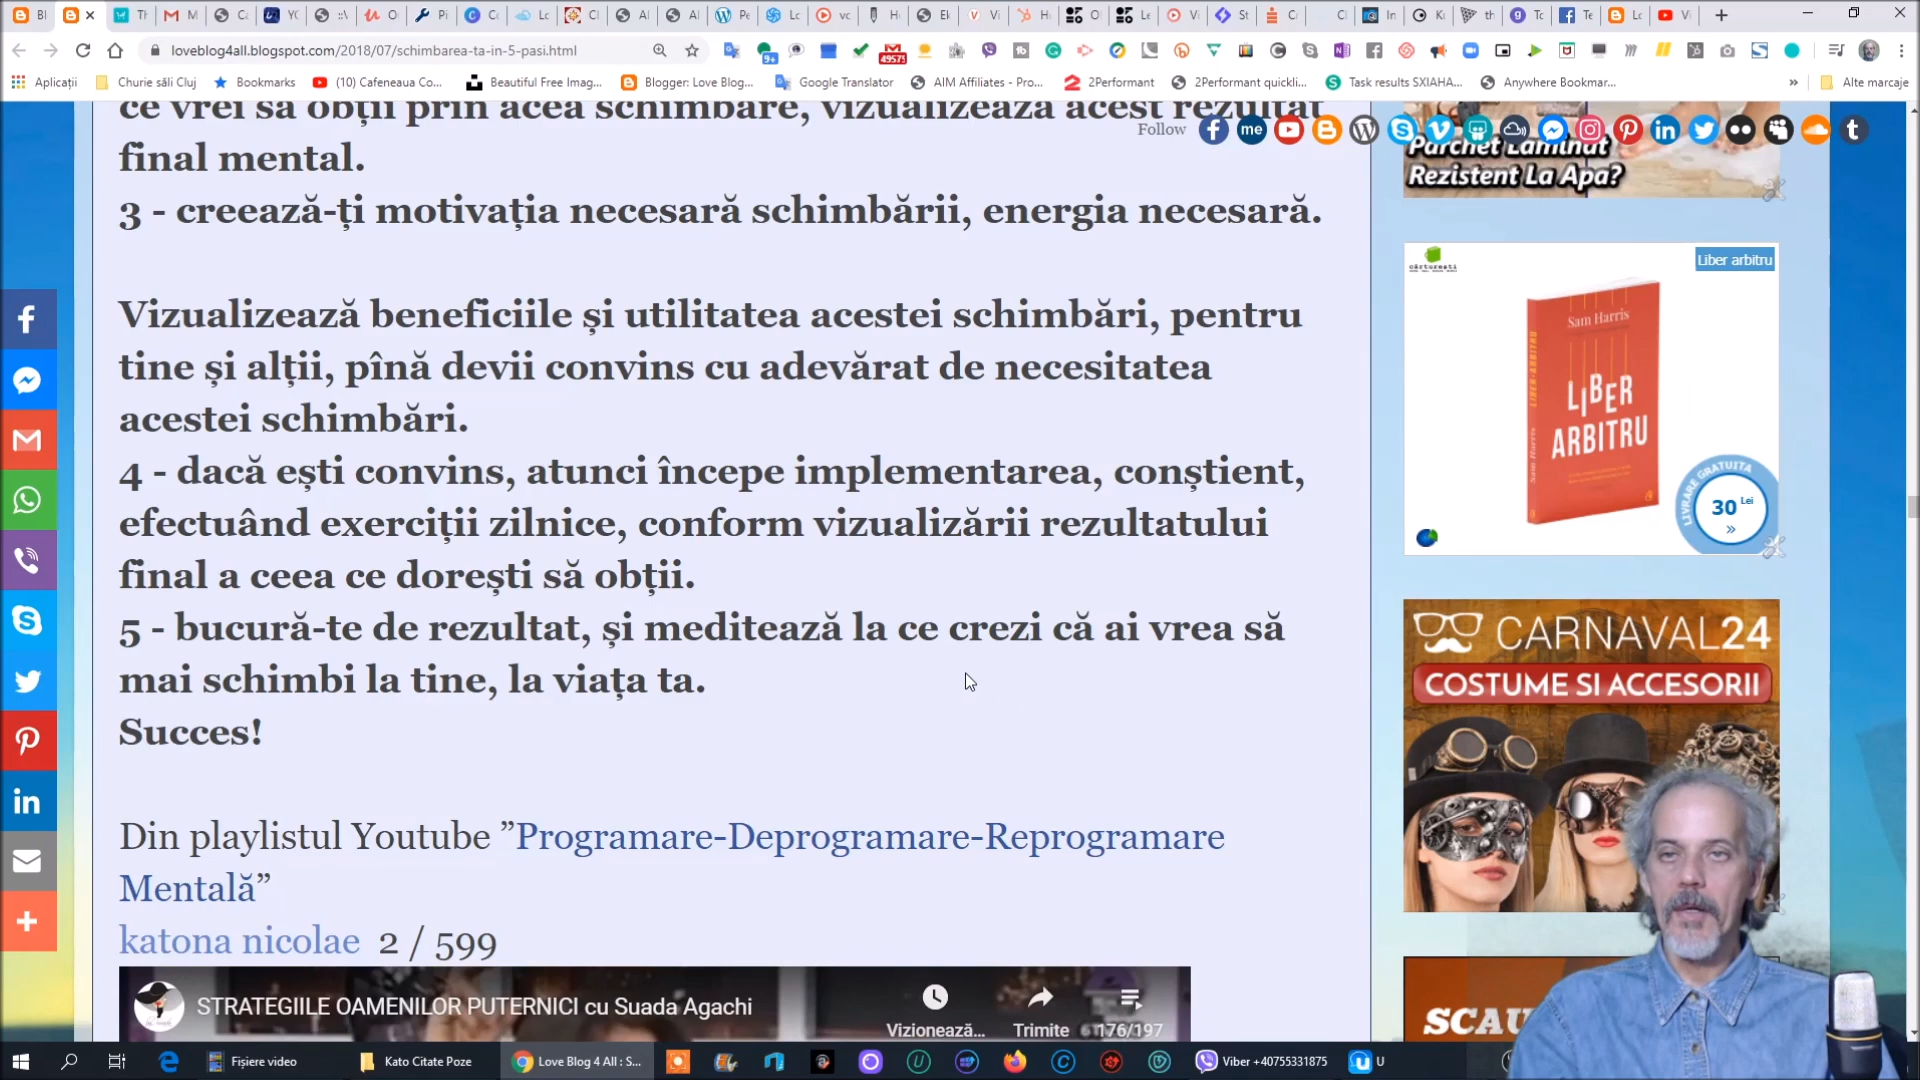 loveblog4all.blogspot.com/2018/07/schimbarea-ta-in-5-pasi.html
Aplicații
Churie săli Cluj
Bookmarks
(10) Cafeneaua Co...
Beautiful Free Imag...
Blogger: Love Blog...
Google Translator
AIM Affiliates - Pro...
2Performant
2Performant quickli...
Task results SXIAHA...
Anywhere Bookmar...
»
Alte marcaje
ce vrei să obții prin acea schimbare, vizualizează acest rezultat
final mental.
3 - creează-ți motivația necesară schimbării, energia necesară.
Vizualizează beneficiile și utilitatea acestei schimbări, pentru
tine și alții, pînă devii convins cu adevărat de necesitatea
acestei schimbări.
4 - dacă ești convins, atunci începe implementarea, conștient,
efectuând exerciții zilnice, conform vizualizării rezultatului
final a ceea ce dorești să obții.
5 - bucură-te de rezultat, și meditează la ce crezi că ai vrea să
mai schimbi la tine, la viața ta.
Succes!
Din playlistul Youtube ”Programare-Deprogramare-Reprogramare
Mentală”
katona nicolae 2 / 599
STRATEGIILE OAMENILOR PUTERNICI cu Suada Agachi
Vizionează...
Trimite
176/197
Follow
Parchet Laminat
Rezistent La Apa?
cărturești
Liber arbitru
Sam Harris
LIBER
ARBITRU
LIVRARE GRATUITA
30 Lei
»
CARNAVAL24
COSTUME SI ACCESORII
SCAU
Fișiere video
Kato Citate Poze
Love Blog 4 All : S...
Viber +40755331875
U